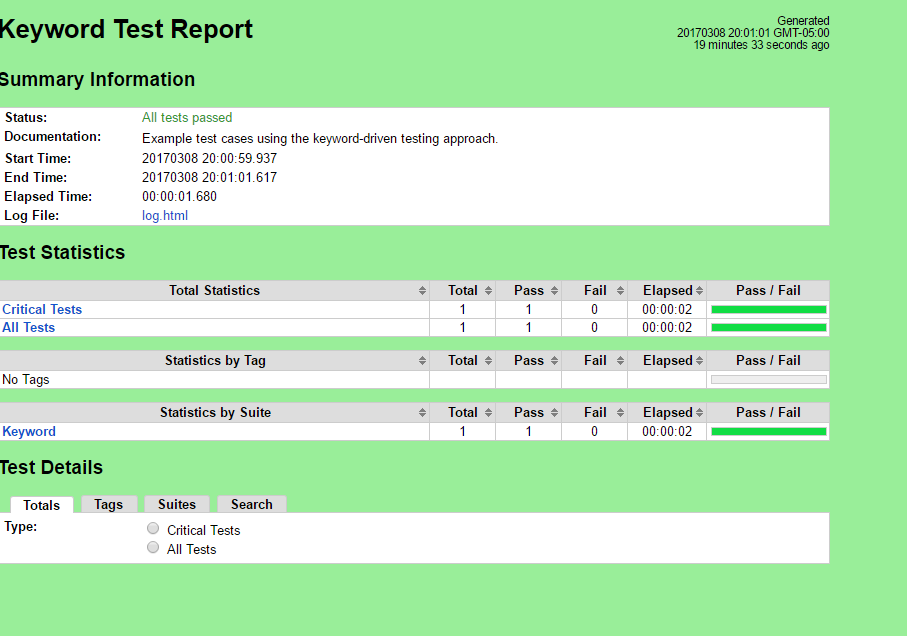 Keyword Test Report
Generated
20170308 20:01:01 GMT-05:00
19 minutes 33 seconds ago
Summary Information
Status: All tests passed
Documentation: Example test cases using the keyword-driven testing approach.
Start Time: 20170308 20:00:59.937
End Time: 20170308 20:01:01.617
Elapsed Time: 00:00:01.680
Log File: log.html
Test Statistics
Total Statistics Total Pass Fail Elapsed Pass / Fail
Critical Tests 1 1 0 00:00:02
All Tests 1 1 0 00:00:02
Statistics by Tag Total Pass Fail Elapsed Pass / Fail
No Tags
Statistics by Suite Total Pass Fail Elapsed Pass / Fail
Keyword 1 1 0 00:00:02
Test Details
Totals Tags Suites Search
Type: Critical Tests
All Tests